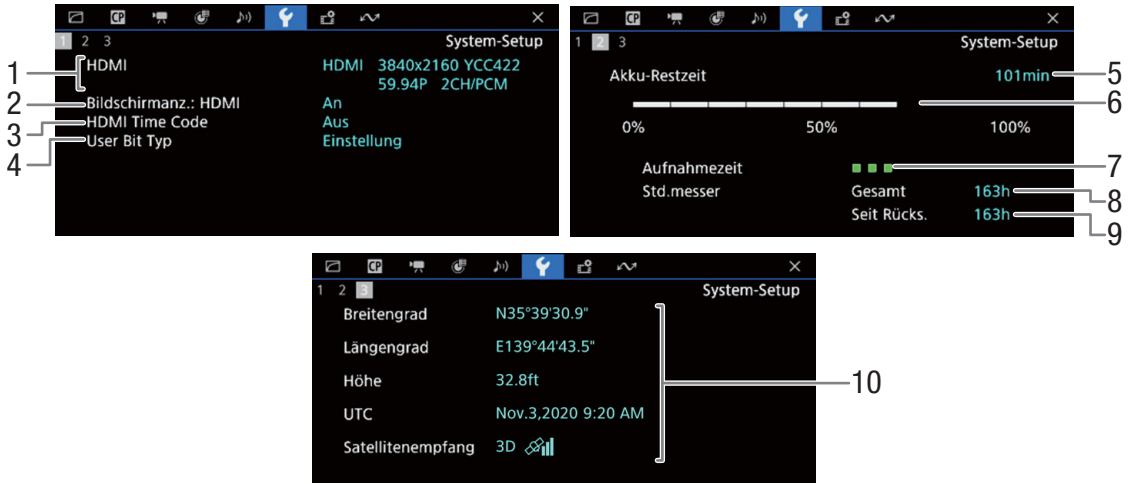 CP
1 2 3
System-Setup
1
HDMI
HDMI 3840x2160 YCC422
59.94P 2CH/PCM
2
Bildschirmanz.: HDMI An
3
HDMI Time Code Aus
4
User Bit Typ Einstellung
CP
1 2 3
System-Setup
Akku-Restzeit 101min
5
6
0% 50% 100%
Aufnahmezeit
7
Std.messer Gesamt 163h
8
Seit Rücks. 163h
9
CP
1 2 3
System-Setup
Breitengrad N35°39'30.9"
Längengrad E139°44'43.5"
Höhe 32.8ft
UTC Nov.3,2020 9:20 AM
Satellitenempfang 3D
10